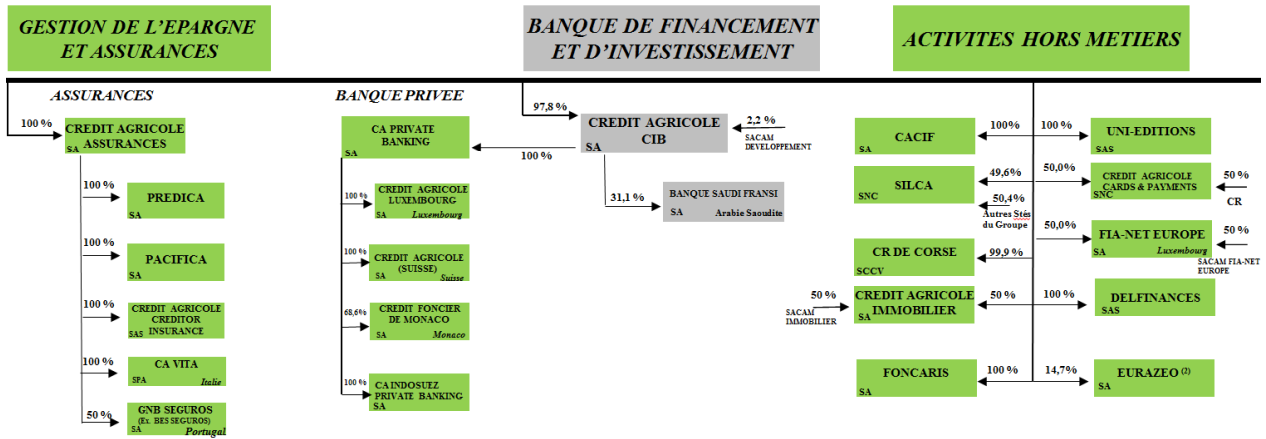 GESTION DE L'EPARGNE
ET ASSURANCES
BANQUE DE FINANCEMENT
ET D'INVESTISSEMENT
ACTIVITES HORS METIERS
ASSURANCES
100 %
CREDIT AGRICOLE
ASSURANCES
SA
100 %
PREDICA
SA
100 %
PACIFICA
SA
100 %
CREDIT AGRICOLE
CREDITOR
INSURANCE
SAS
100 %
CA VITA
SPA
Italie
50 %
GNB SEGUROS
(Ex. BES SEGUROS)
SA
Portugal
BANQUE PRIVEE
CA PRIVATE
BANKING
SA
100 %
100 %
CREDIT AGRICOLE
LUXEMBOURG
SA
Luxembourg
100 %
CREDIT AGRICOLE
(SUISSE)
SA
Suisse
68,6%
CREDIT FONCIER
DE MONACO
SA
Monaco
100 %
CA INDOSUEZ
PRIVATE BANKING
SA
97,8 %
CREDIT AGRICOLE
CIB
SA
2,2 %
SACAM
DEVELOPPEMENT
31,1 %
BANQUE SAUDI FRANSI
SA
Arabie Saoudite
CACIF
SA
100%
100 %
UNI-EDITIONS
SAS
SILCA
SNC
49,6%
50,4%
Autres Stés
du Groupe
50,0%
CREDIT AGRICOLE
CARDS & PAYMENTS
SNC
50 %
CR
CR DE CORSE
SCCV
99,9 %
50,0%
FIA-NET EUROPE
SA
Luxembourg
50 %
SACAM FIA-NET
EUROPE
50 %
SACAM
IMMOBILIER
CREDIT AGRICOLE
IMMOBILIER
SA
50 %
100 %
DELFINANCES
SAS
FONCARIS
SA
100 %
14,7%
EURAZEO (2)
SA